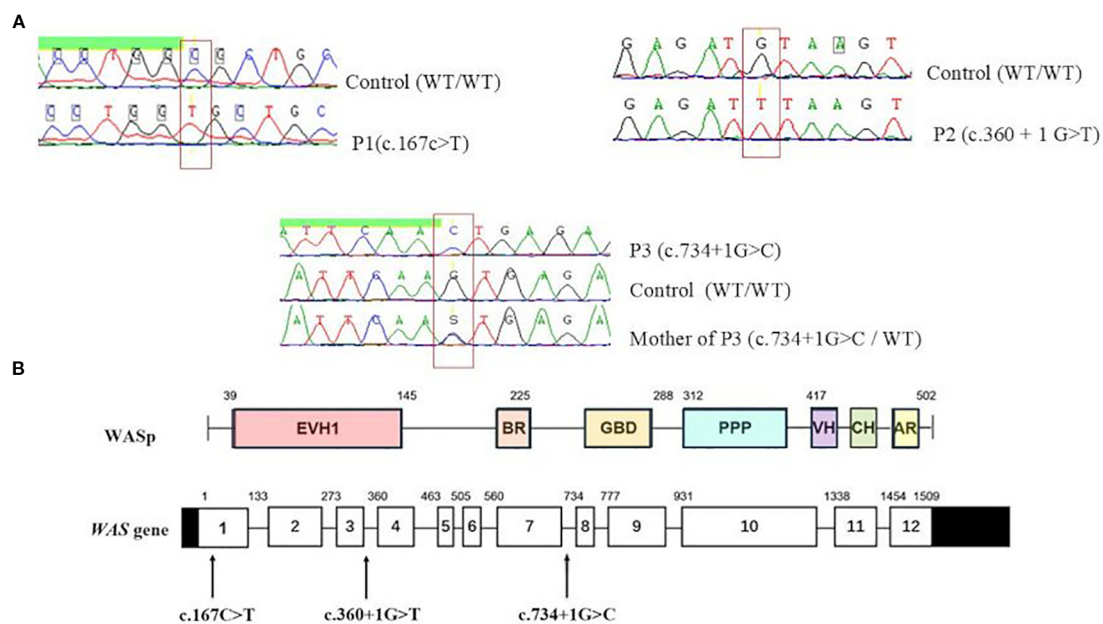 A
C C T G G C G C T G C
Control (WT/WT)
C C T G G T G C T G C
P1(c.167c>T)
G A G A T G T A A G T
Control (WT/WT)
G A G A T T T A A G T
P2 (c.360 + 1 G>T)
A T T C A A C T G A G A
P3 (c.734+1G>C)
A T T G A A G T G A G A
Control (WT/WT)
A T T C A A S T G A G A
Mother of P3 (c.734+1G>C / WT)
B
39 145 225 288 312 417 502
WASp EVH1 BR GBD PPP VH CH AR
1 133 273 360 463 505 560 734 777 931 1338 1454 1509
WAS gene 1 2 3 4 5 6 7 8 9 10 11 12
c.167C>T c.360+1G>T c.734+1G>C